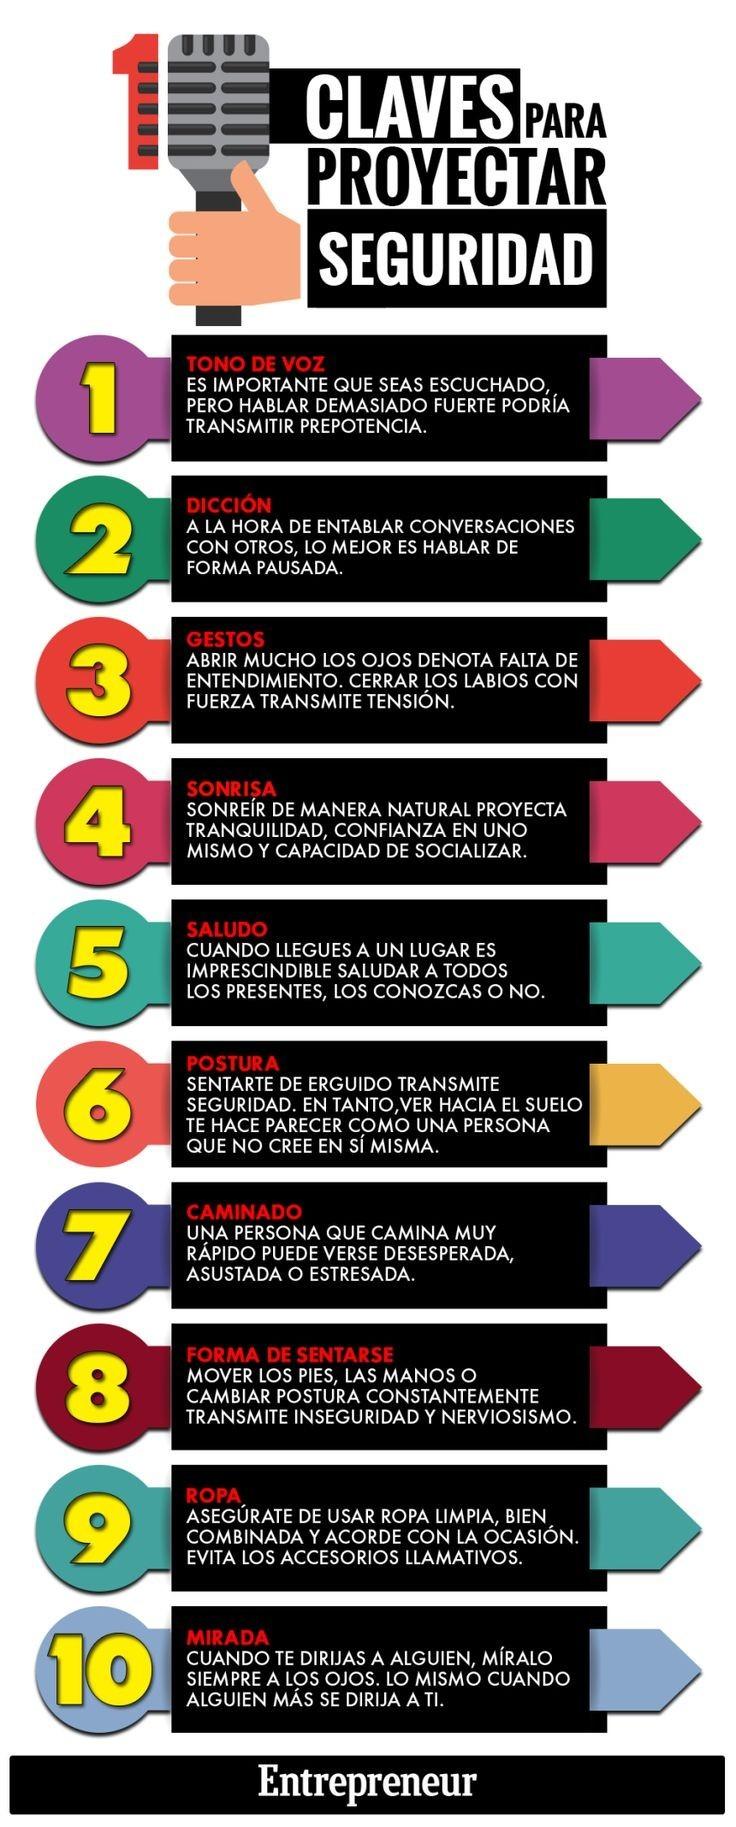 10
CLAVES PARA
PROYECTAR
SEGURIDAD
1
TONO DE VOZ
ES IMPORTANTE QUE SEAS ESCUCHADO,
PERO HABLAR DEMASIADO FUERTE PODRÍA
TRANSMITIR PREPOTENCIA.
2
DICCIÓN
A LA HORA DE ENTABLAR CONVERSACIONES
CON OTROS, LO MEJOR ES HABLAR DE
FORMA PAUSADA.
3
GESTOS
ABRIR MUCHO LOS OJOS DENOTA FALTA DE
ENTENDIMIENTO. CERRAR LOS LABIOS CON
FUERZA TRANSMITE TENSIÓN.
4
SONRISA
SONREÍR DE MANERA NATURAL PROYECTA
TRANQUILIDAD, CONFIANZA EN UNO
MISMO Y CAPACIDAD DE SOCIALIZAR.
5
SALUDO
CUANDO LLEGUES A UN LUGAR ES
IMPRESCINDIBLE SALUDAR A TODOS
LOS PRESENTES, LOS CONOZCAS O NO.
6
POSTURA
SENTARTE DE ERGUIDO TRANSMITE
SEGURIDAD. EN TANTO,VER HACIA EL SUELO
TE HACE PARECER COMO UNA PERSONA
QUE NO CREE EN SÍ MISMA.
7
CAMINADO
UNA PERSONA QUE CAMINA MUY
RÁPIDO PUEDE VERSE DESESPERADA,
ASUSTADA O ESTRESADA.
8
FORMA DE SENTARSE
MOVER LOS PIES, LAS MANOS O
CAMBIAR POSTURA CONSTANTEMENTE
TRANSMITE INSEGURIDAD Y NERVIOSISMO.
9
ROPA
ASEGÚRATE DE USAR ROPA LIMPIA, BIEN
COMBINADA Y ACORDE CON LA OCASIÓN.
EVITA LOS ACCESORIOS LLAMATIVOS.
10
MIRADA
CUANDO TE DIRIJAS A ALGUIEN, MÍRALO
SIEMPRE A LOS OJOS. LO MISMO CUANDO
ALGUIEN MÁS SE DIRIJA A TI.
Entrepreneur